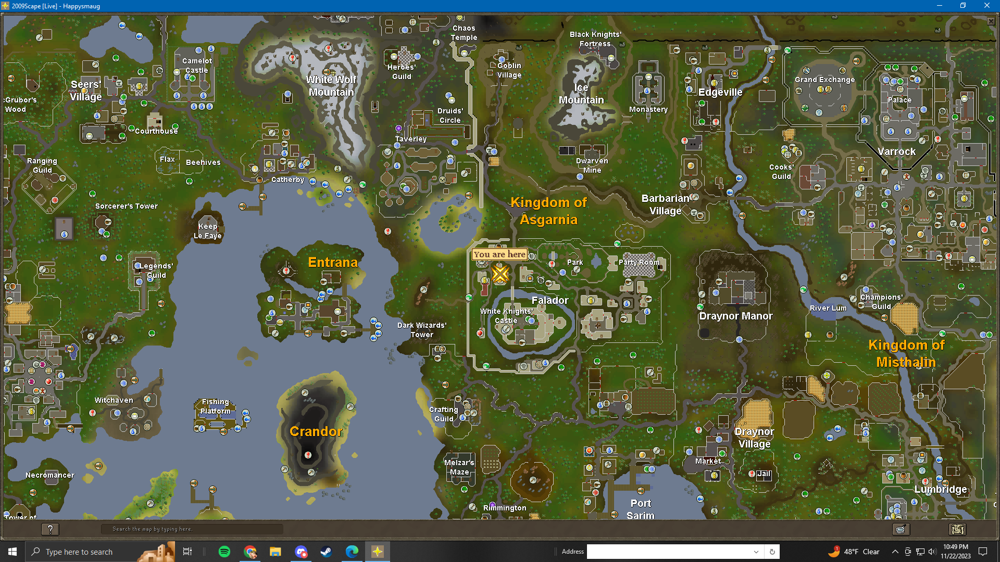 2009Scape [Live] - Happysmaug
Chaos
Temple
Black Knights'
Fortress
Camelot
Castle
Heroes'
Guild
Goblin
Village
Grand Exchange
Seers'
Village
White Wolf
Mountain
Ice
Mountain
Edgeville
Palace
cGrubor's
Wood
Druids'
Circle
Monastery
Courthouse
Taverley
Varrock
Ranging
Guild
Flax
Beehives
Dwarven
Mine
Cooks'
Guild
Catherby
Sorcerer's Tower
Kingdom of
Asgarnia
Barbarian
Village
Keep
Le Faye
You are here
Entrana
Park
Party Room
Legends'
Guild
Falador
White Knights'
Castle
Draynor Manor
River Lum
Champions'
Guild
Dark Wizards'
Tower
Kingdom of
Misthalin
Witchaven
Fishing
Platform
Crafting
Guild
Crandor
Draynor
Village
Melzar's
Maze
Market
Jail
Necromancer
Lumbridge
Rimmington
Port
Sarim
Tower of
?
Search the map by typing here.
Type here to search
Address
1
48°F Clear
10:49 PM
11/22/2023